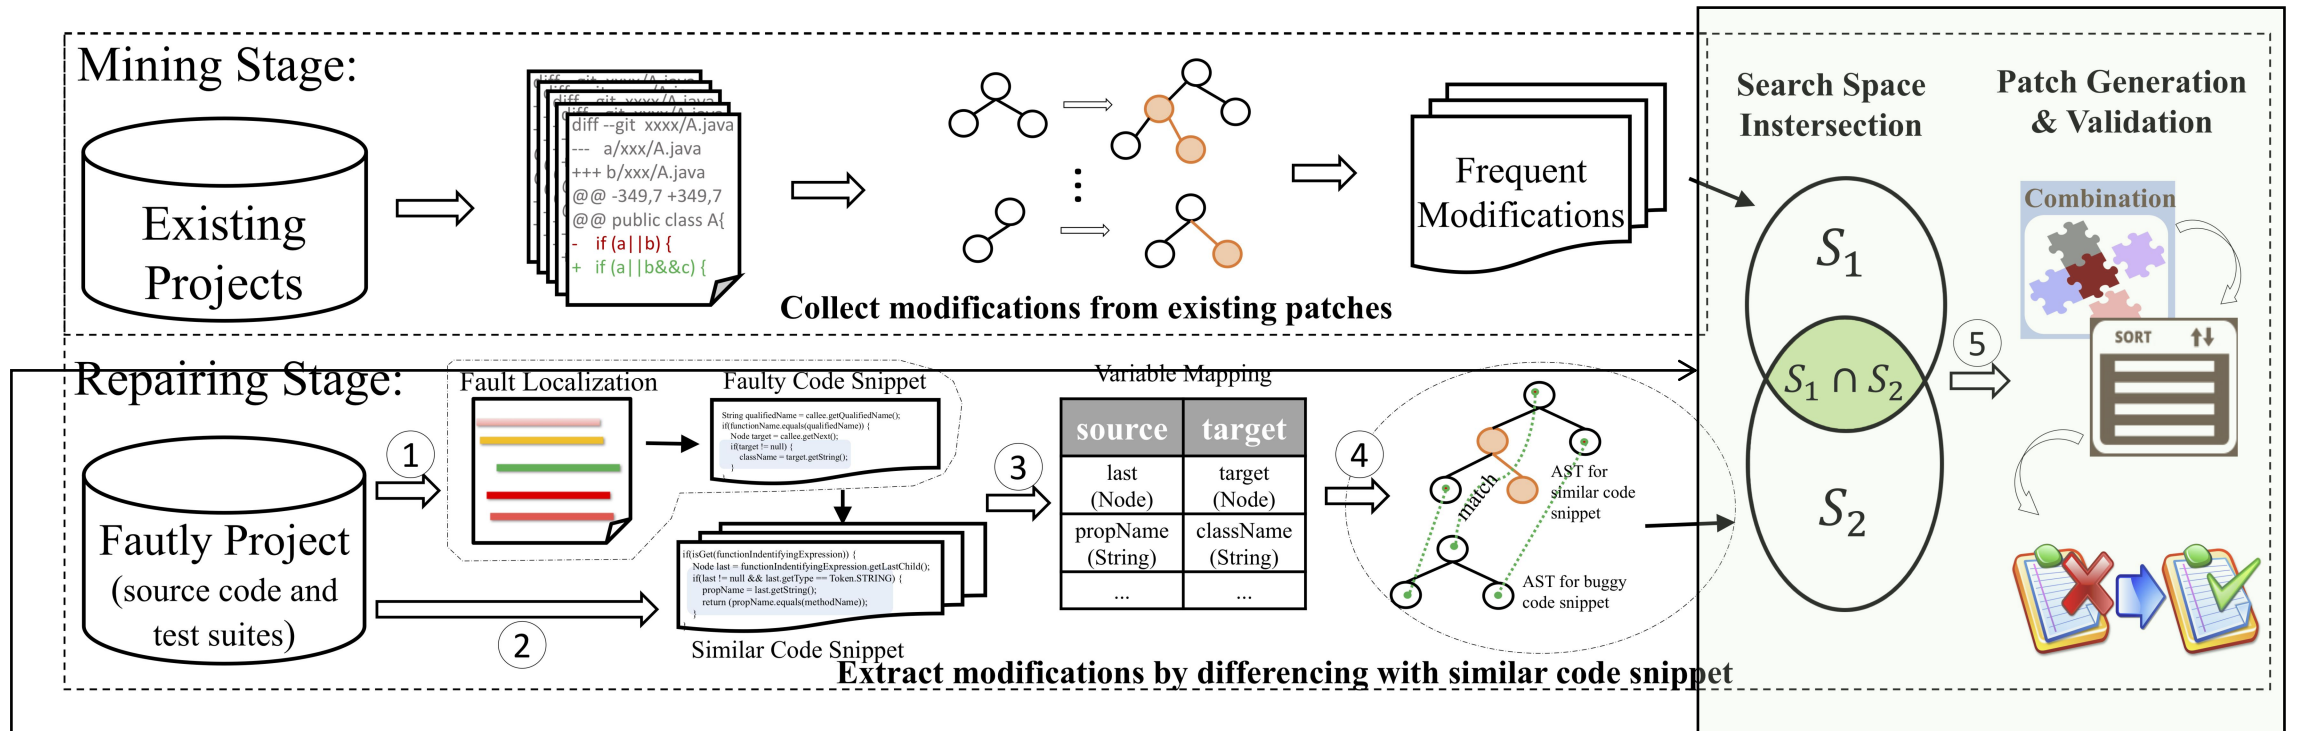 Mining Stage:
Existing
Projects
diff --git xxxx/A.java
--- a/xxx/A.java
+++ b/xxx/A.java
@@ -349,7 +349,7
@@ public class A{
- if (a||b) {
+ if (a||b&&c) {
Frequent
Modifications
Collect modifications from existing patches
Repairing Stage:
Fautly Project
(source code and
test suites)
1
2
Fault Localization
Faulty Code Snippet
String qualifiedName = callee.getQualifiedName();
if(functionName.equals(qualifiedName)) {
Node target = callee.getNext();
if(target != null) {
className = target.getString();
}
if(isGet(functionIndentifyingExpression)) {
Node last = functionIndentifyingExpression.getLastChild();
if(last != null && last.getType == Token.STRING) {
propName = last.getString();
return (propName.equals(methodName));
}
Similar Code Snippet
3
Variable Mapping
source target
last target
(Node) (Node)
propName className
(String) (String)
... ...
4
match
AST for
similar code
snippet
AST for buggy
code snippet
Extract modifications by differencing with similar code snippet
Search Space
Instersection
S1
S1 ∩ S2
S2
5
Patch Generation
& Validation
Combination
SORT